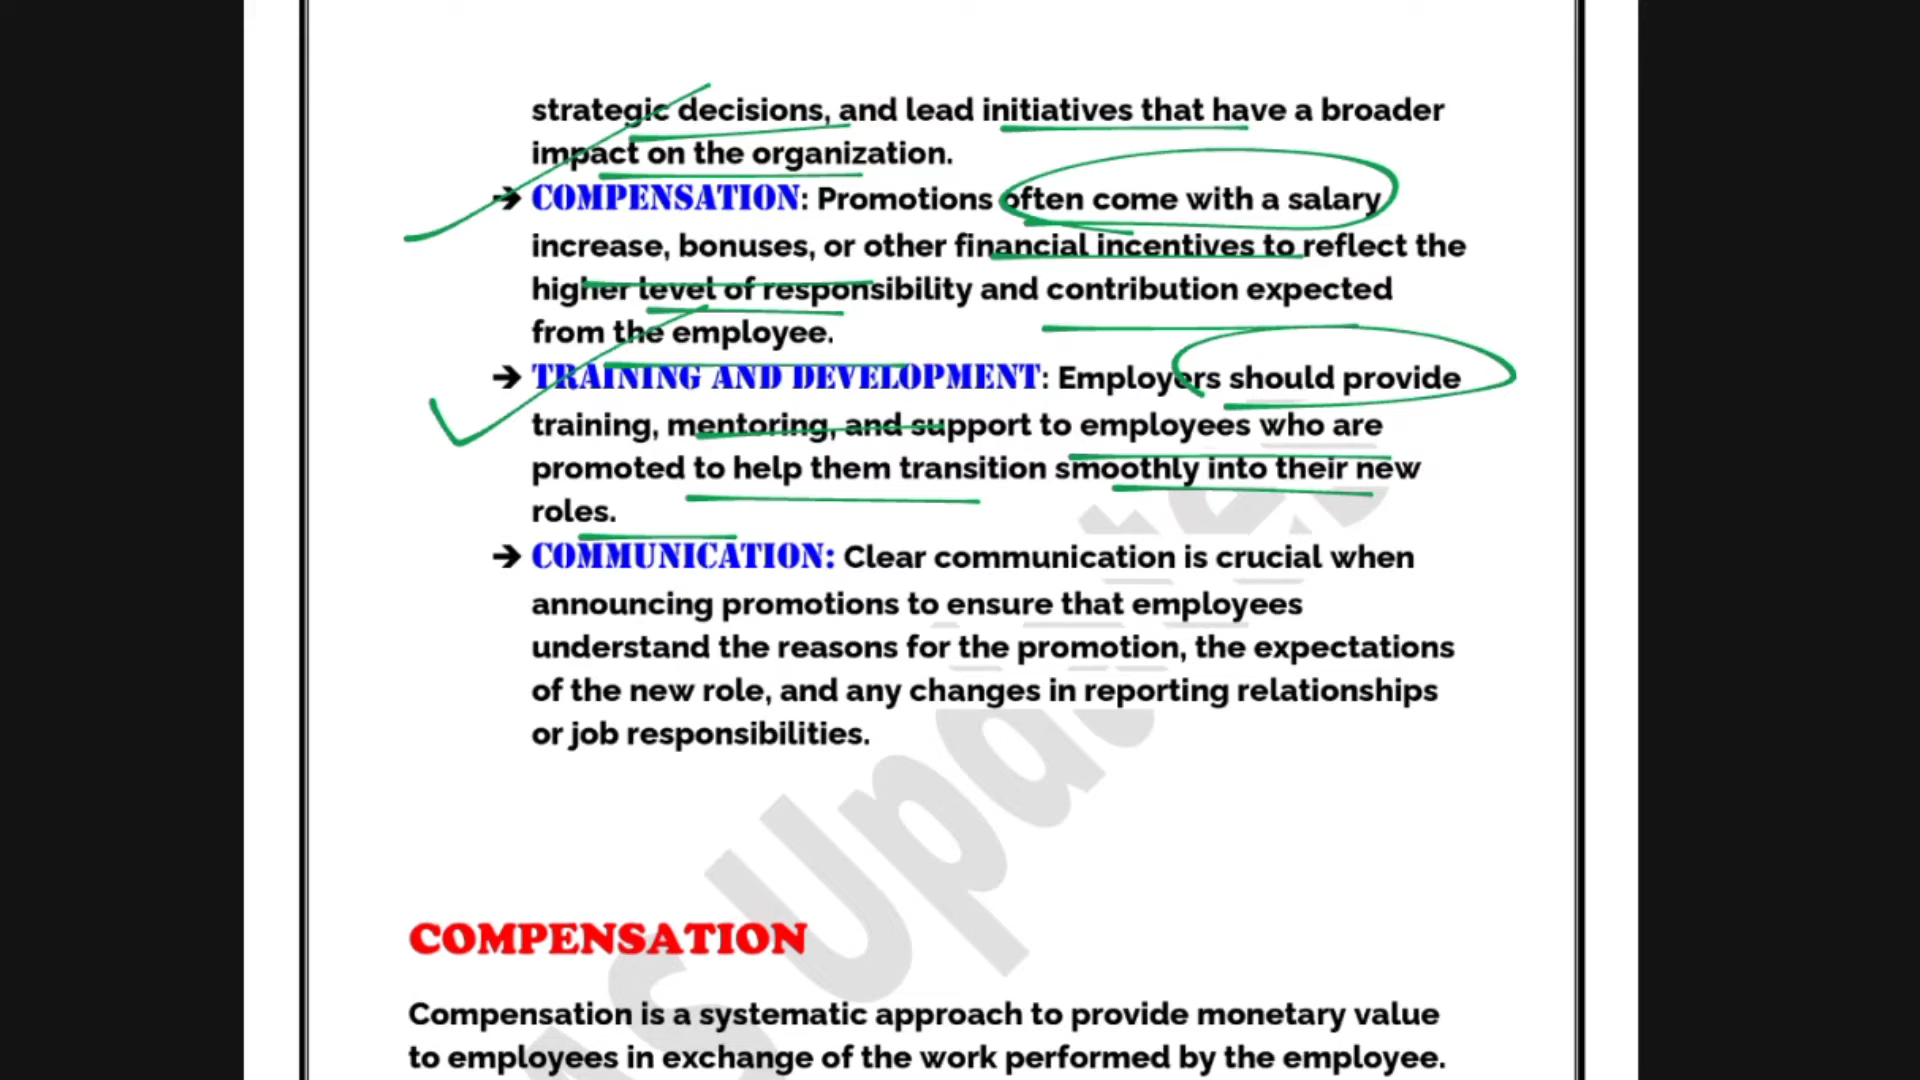 strategic decisions, and lead initiatives that have a broader
impact on the organization.
➔ COMPENSATION: Promotions often come with a salary
increase, bonuses, or other financial incentives to reflect the
higher level of responsibility and contribution expected
from the employee.
➔ TRAINING AND DEVELOPMENT: Employers should provide
training, mentoring, and support to employees who are
promoted to help them transition smoothly into their new
roles.
➔ COMMUNICATION: Clear communication is crucial when
announcing promotions to ensure that employees
understand the reasons for the promotion, the expectations
of the new role, and any changes in reporting relationships
or job responsibilities.
COMPENSATION
Compensation is a systematic approach to provide monetary value
to employees in exchange of the work performed by the employee.